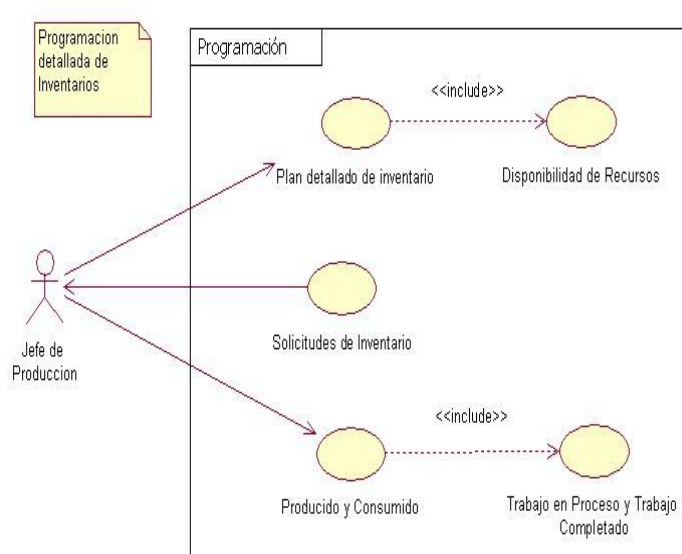 Programacion
detallada de
Inventarios
Programación
<<include>>
Plan detallado de inventario
Disponibilidad de Recursos
Jefe de
Produccion
Solicitudes de Inventario
<<include>>
Producido y Consumido
Trabajo en Proceso y Trabajo
Completado